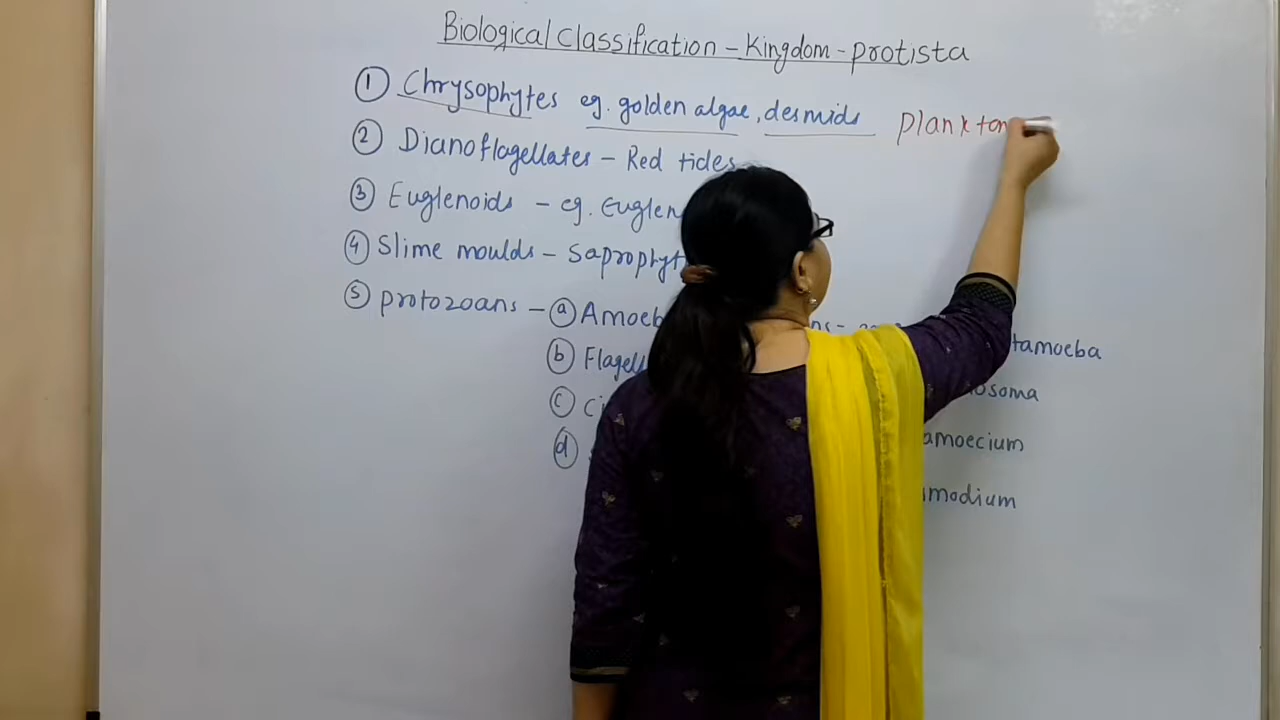 Biological Classification - Kingdom - protista
① Chrysophytes eg. golden algae, desmids planktons
② Dianoflagellates - Red tides
③ Euglenoids - eg. Euglen
④ Slime moulds - Saprophyt
⑤ protozoans - ⓐ Amoeb tamoeba
ⓑ Flagell osoma
ⓒ Ci amoecium
ⓓ modium